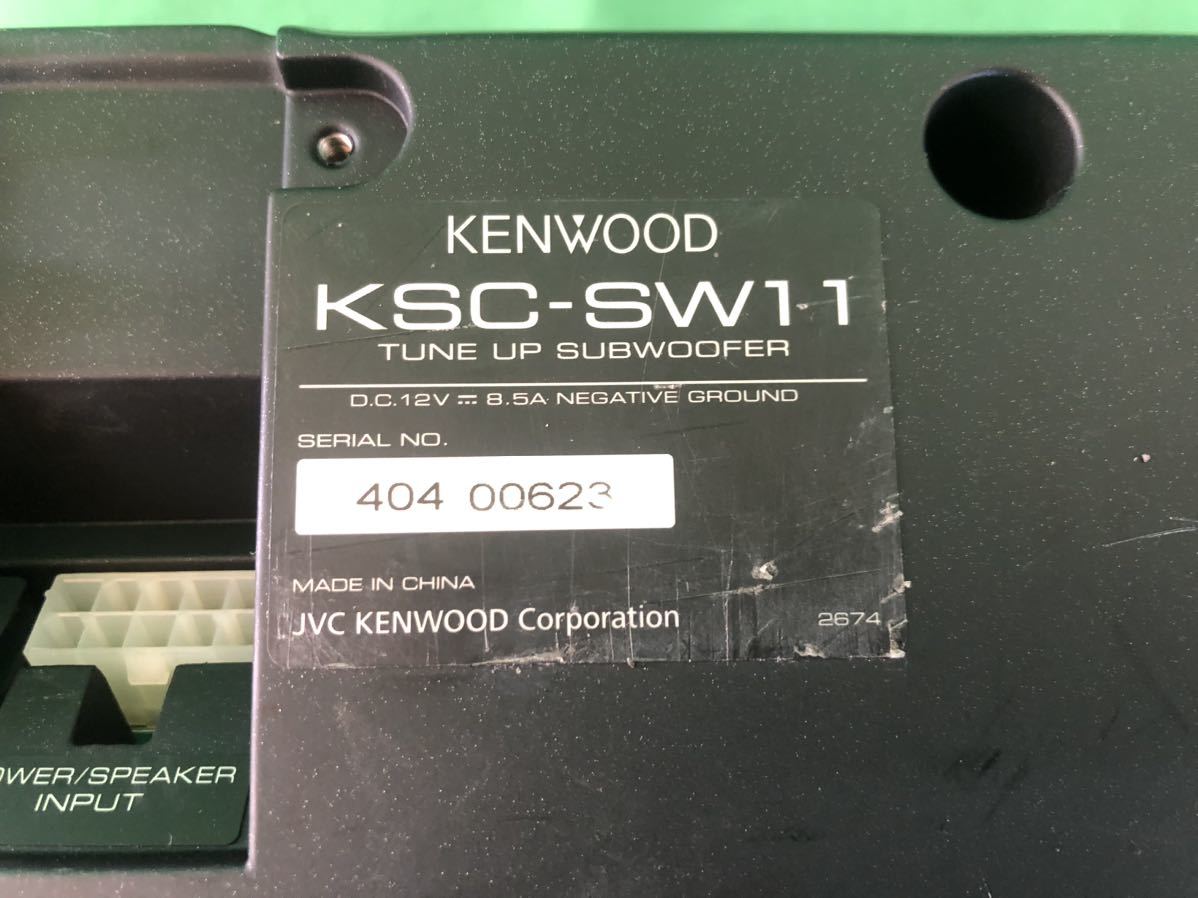 KENWOOD
KSC-SW11
TUNE UP SUBWOOFER
D.C.12V ⎓ 8.5A NEGATIVE GROUND
SERIAL NO.
404 00623
MADE IN CHINA
JVC KENWOOD Corporation
2674
OWER/SPEAKER
INPUT